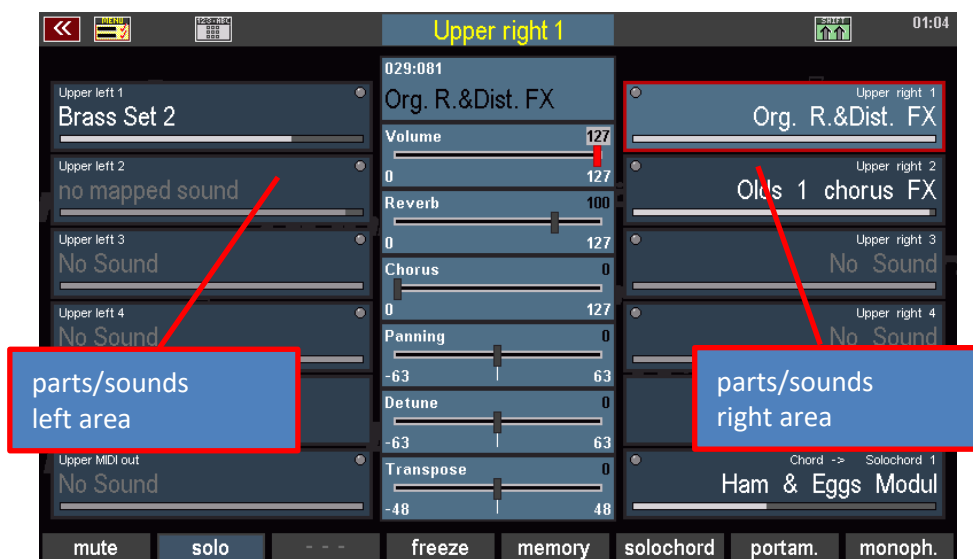 MENU
123-ABC
Upper right 1
SHIFT
01:04
Upper left 1
Brass Set 2
Upper left 2
no mapped sound
Upper left 3
No Sound
Upper left 4
No Sound
parts/sounds
left area
Upper MIDI out
No Sound
029:081
Org. R.&Dist. FX
Volume 127
0 127
Reverb 100
0 127
Chorus 0
0 127
Panning 0
-63 63
Detune 0
-63 63
Transpose 0
-48 48
Upper right 1
Org. R.&Dist. FX
Upper right 2
Olds 1 chorus FX
Upper right 3
No Sound
Upper right 4
No Sound
parts/sounds
right area
Chord -> Solochord 1
Ham & Eggs Modul
mute solo - - - freeze memory solochord portam. monoph.